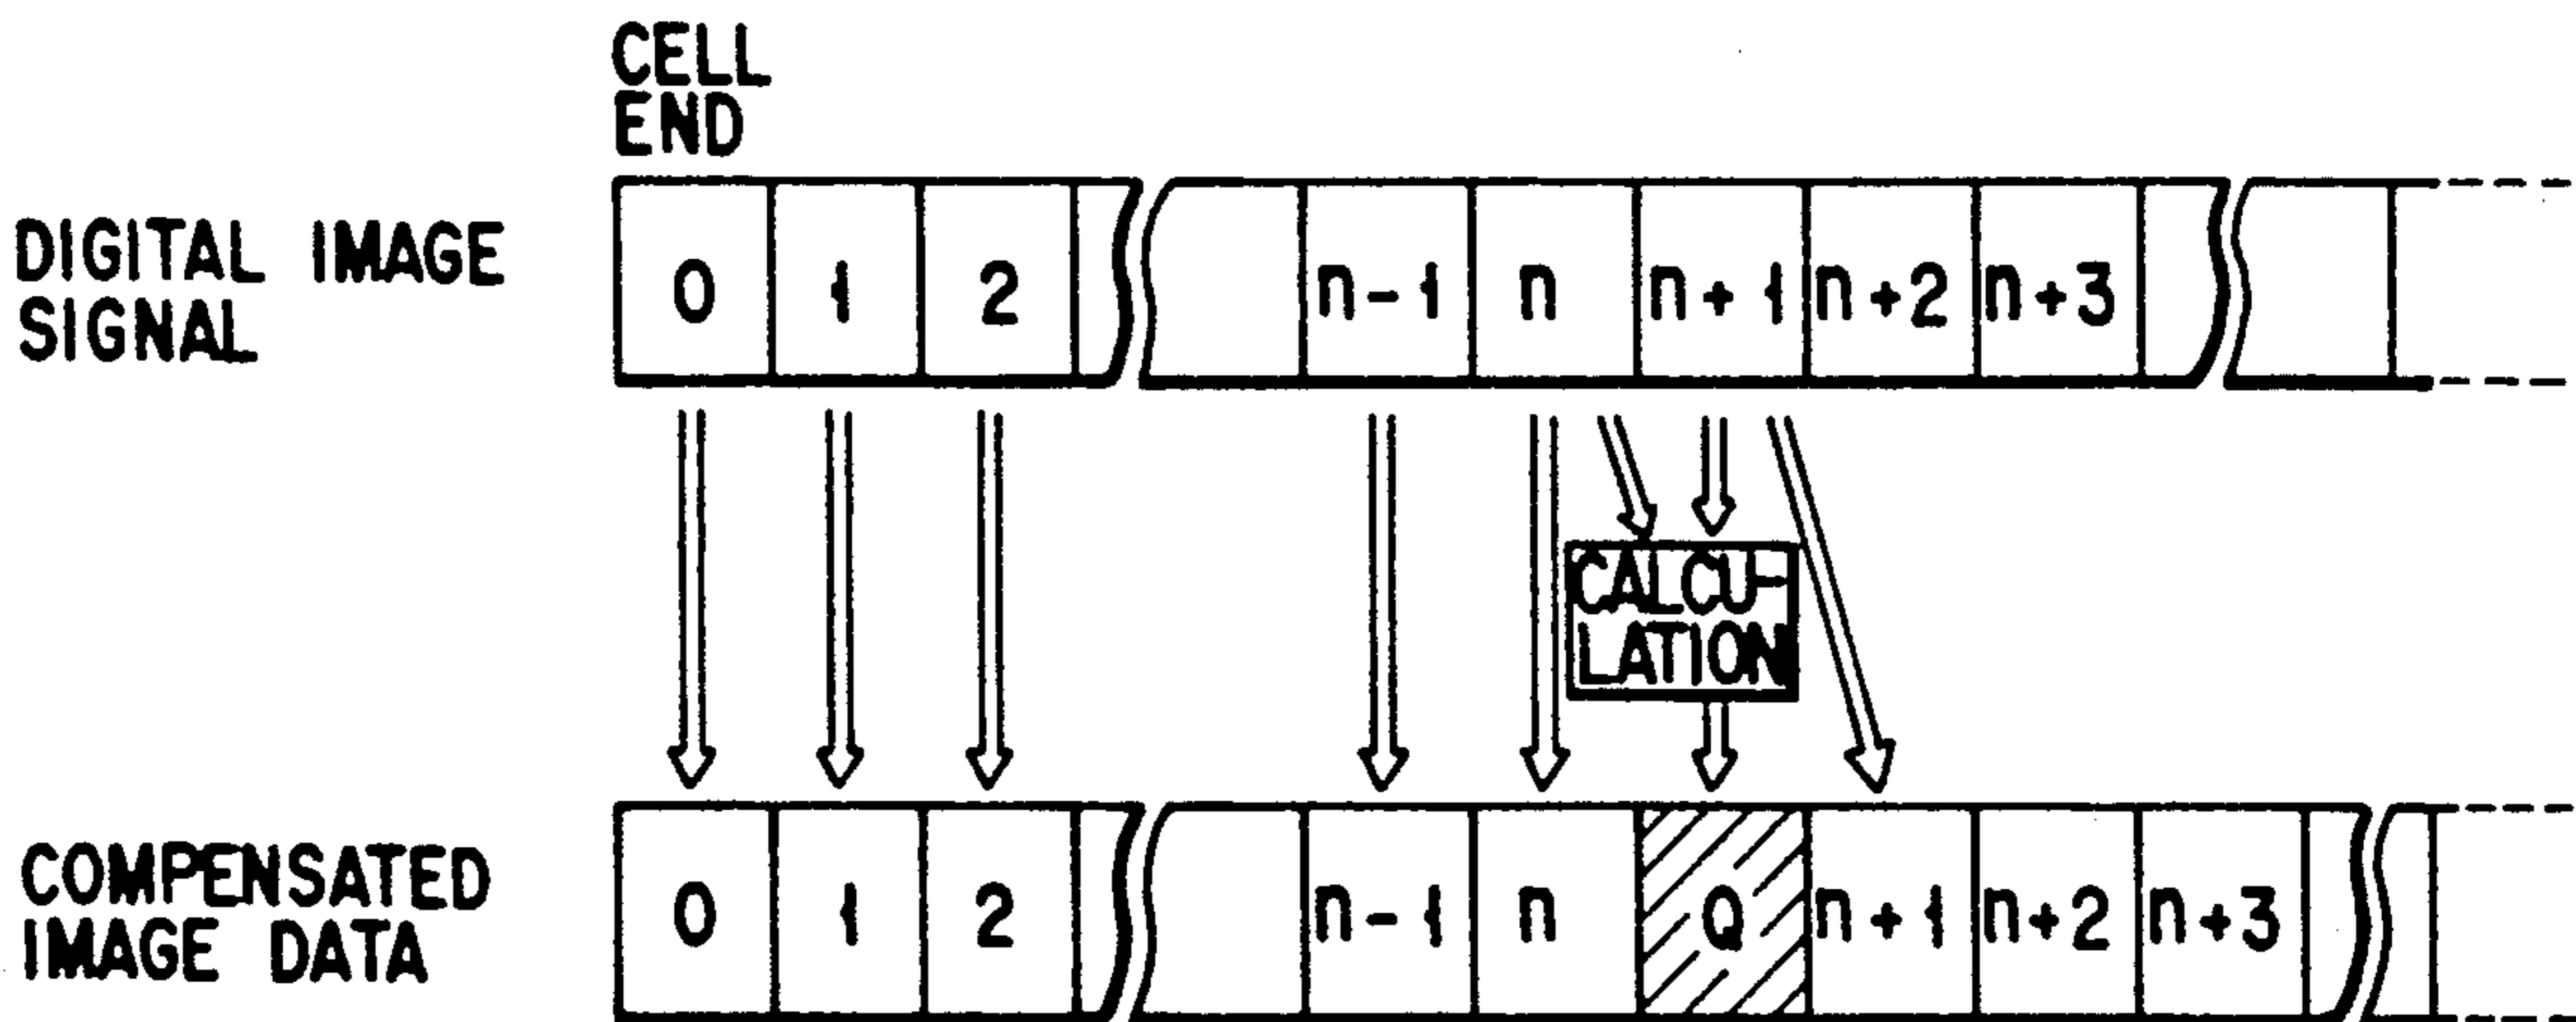 CELL
END
DIGITAL IMAGE
SIGNAL
0 1 2 n-1 n n+1 n+2 n+3
CALCU-
LATION
COMPENSATED
IMAGE DATA
0 1 2 n-1 n Q n+1 n+2 n+3